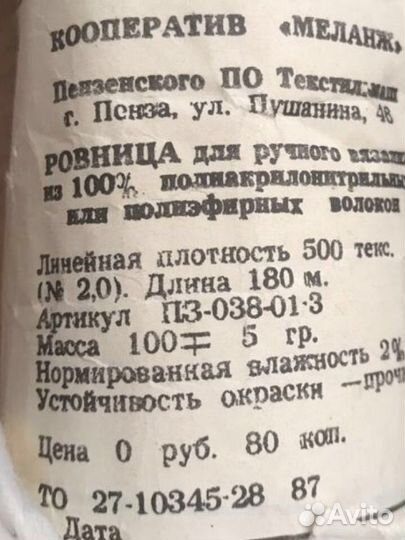 КООПЕРАТИВ «МЕЛАНЖ»
Пензенского ПО Текстильмаш
г. Пенза, ул. Пушанина, 48
РОВНИЦА для ручного
из 100% полиакрилонитрильн
или полиэфирных волокон
Линейная плотность 500 текс.
(№ 2,0). Длина 180 м.
Артикул ПЗ-038-01-3
Масса 100∓ 5 гр.
Нормированная влажность 2%
Устойчивость окраски —проч
Цена 0 руб. 80 коп.
ТО 27-10345-28 87
Дата
Avito